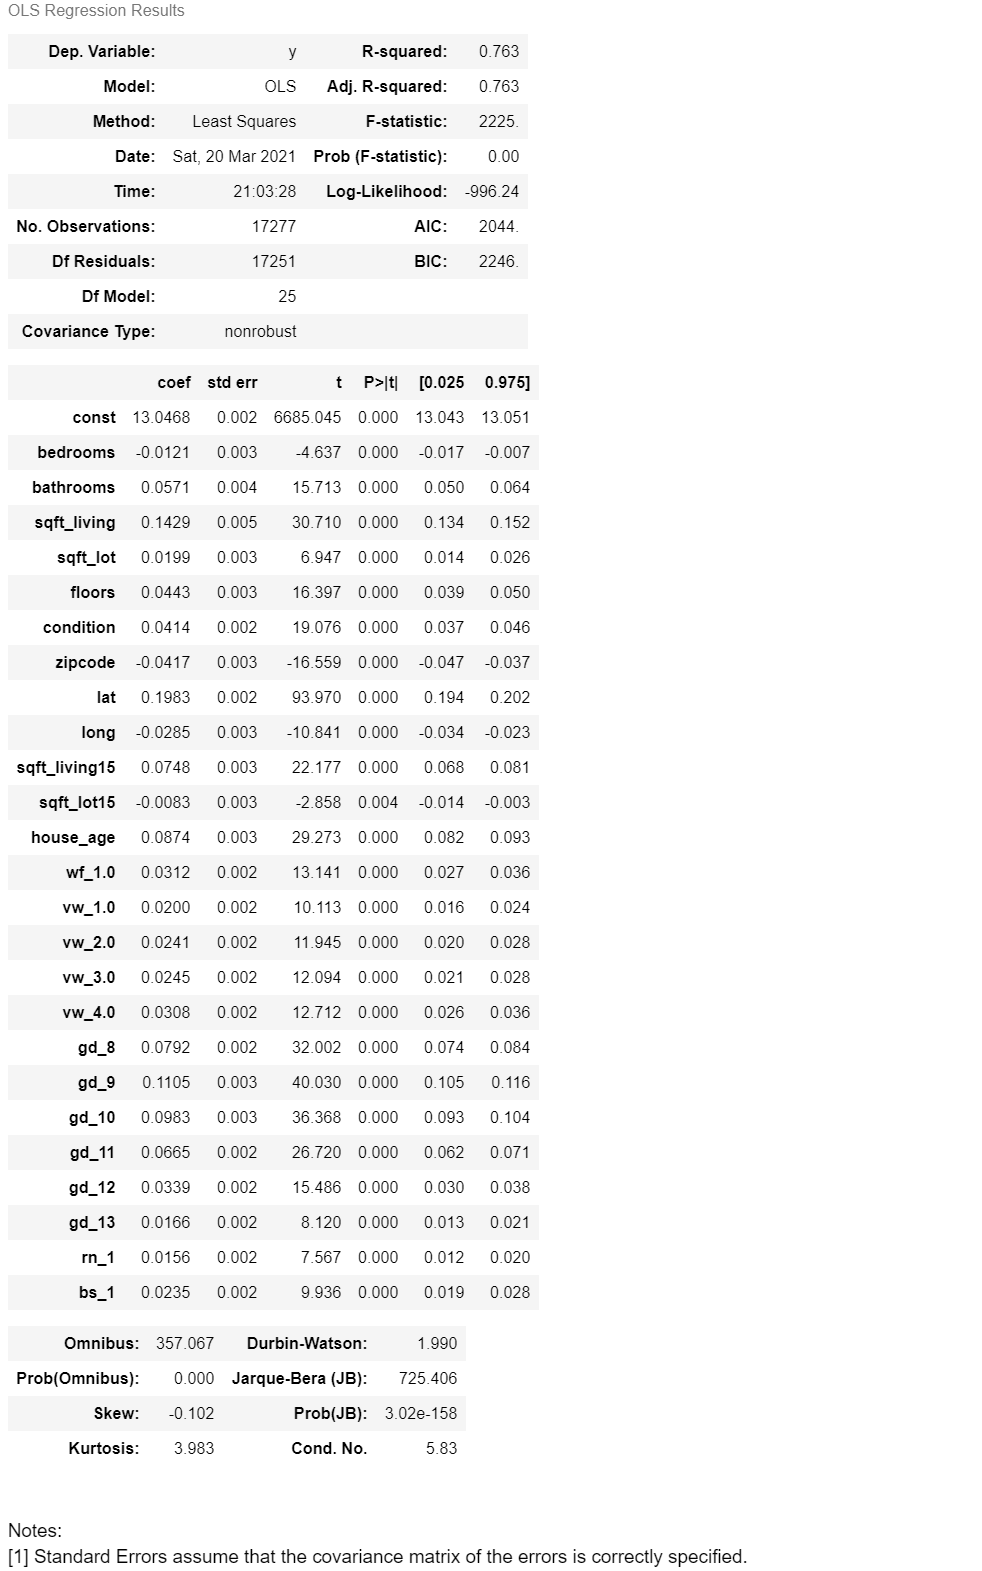 OLS Regression Results
Dep. Variable: y R-squared: 0.763
Model: OLS Adj. R-squared: 0.763
Method: Least Squares F-statistic: 2225.
Date: Sat, 20 Mar 2021 Prob (F-statistic): 0.00
Time: 21:03:28 Log-Likelihood: -996.24
No. Observations: 17277 AIC: 2044.
Df Residuals: 17251 BIC: 2246.
Df Model: 25
Covariance Type: nonrobust
coef std err t P>|t| [0.025 0.975]
const 13.0468 0.002 6685.045 0.000 13.043 13.051
bedrooms -0.0121 0.003 -4.637 0.000 -0.017 -0.007
bathrooms 0.0571 0.004 15.713 0.000 0.050 0.064
sqft_living 0.1429 0.005 30.710 0.000 0.134 0.152
sqft_lot 0.0199 0.003 6.947 0.000 0.014 0.026
floors 0.0443 0.003 16.397 0.000 0.039 0.050
condition 0.0414 0.002 19.076 0.000 0.037 0.046
zipcode -0.0417 0.003 -16.559 0.000 -0.047 -0.037
lat 0.1983 0.002 93.970 0.000 0.194 0.202
long -0.0285 0.003 -10.841 0.000 -0.034 -0.023
sqft_living15 0.0748 0.003 22.177 0.000 0.068 0.081
sqft_lot15 -0.0083 0.003 -2.858 0.004 -0.014 -0.003
house_age 0.0874 0.003 29.273 0.000 0.082 0.093
wf_1.0 0.0312 0.002 13.141 0.000 0.027 0.036
vw_1.0 0.0200 0.002 10.113 0.000 0.016 0.024
vw_2.0 0.0241 0.002 11.945 0.000 0.020 0.028
vw_3.0 0.0245 0.002 12.094 0.000 0.021 0.028
vw_4.0 0.0308 0.002 12.712 0.000 0.026 0.036
gd_8 0.0792 0.002 32.002 0.000 0.074 0.084
gd_9 0.1105 0.003 40.030 0.000 0.105 0.116
gd_10 0.0983 0.003 36.368 0.000 0.093 0.104
gd_11 0.0665 0.002 26.720 0.000 0.062 0.071
gd_12 0.0339 0.002 15.486 0.000 0.030 0.038
gd_13 0.0166 0.002 8.120 0.000 0.013 0.021
rn_1 0.0156 0.002 7.567 0.000 0.012 0.020
bs_1 0.0235 0.002 9.936 0.000 0.019 0.028
Omnibus: 357.067 Durbin-Watson: 1.990
Prob(Omnibus): 0.000 Jarque-Bera (JB): 725.406
Skew: -0.102 Prob(JB): 3.02e-158
Kurtosis: 3.983 Cond. No. 5.83
Notes:
[1] Standard Errors assume that the covariance matrix of the errors is correctly specified.